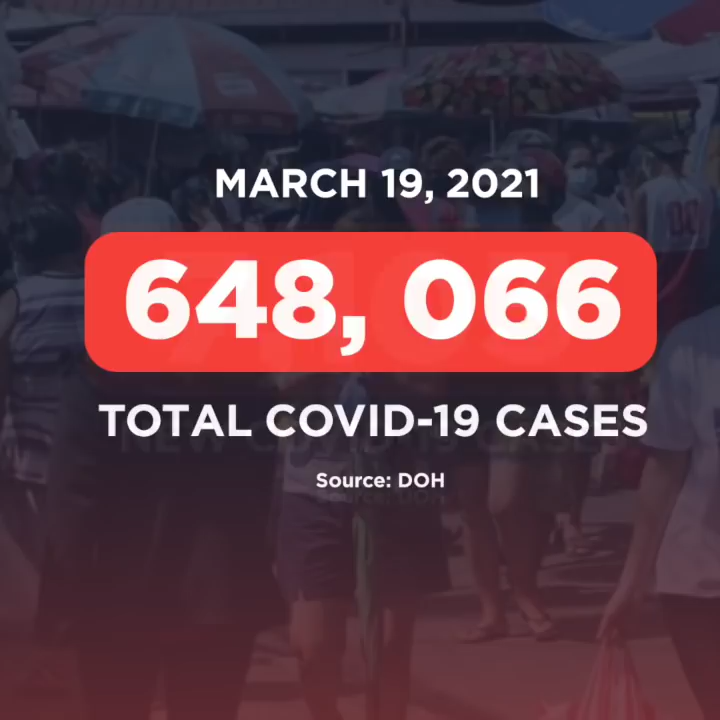 MARCH 19, 2021
648, 066
TOTAL COVID-19 CASES
Source: DOH